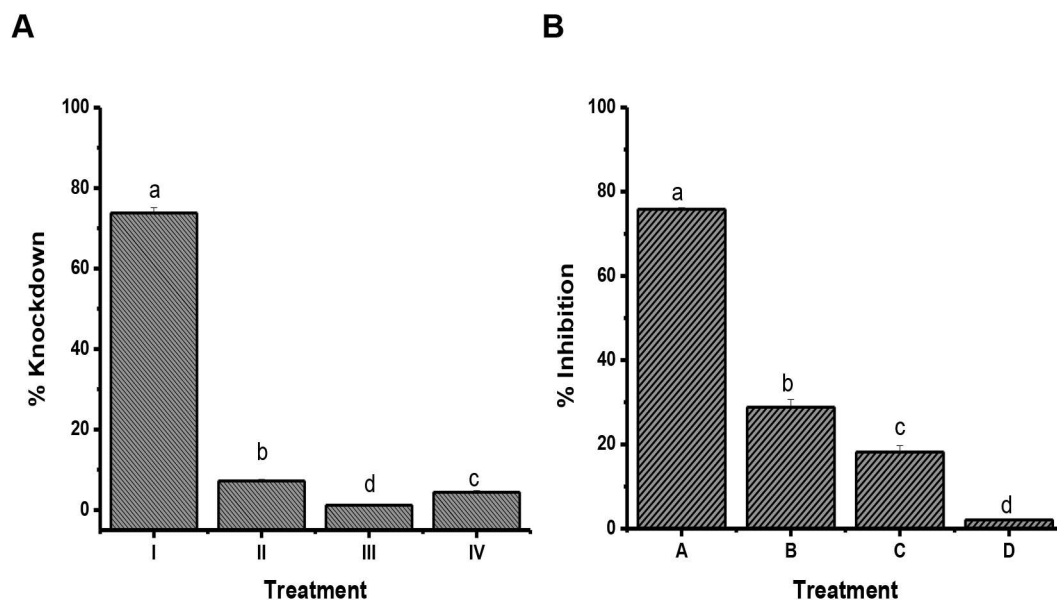 A
% Knockdown
100
80
60
40
20
0
a
b
d
c
I II III IV
Treatment
B
% Inhibition
100
80
60
40
20
0
a
b
c
d
A B C D
Treatment